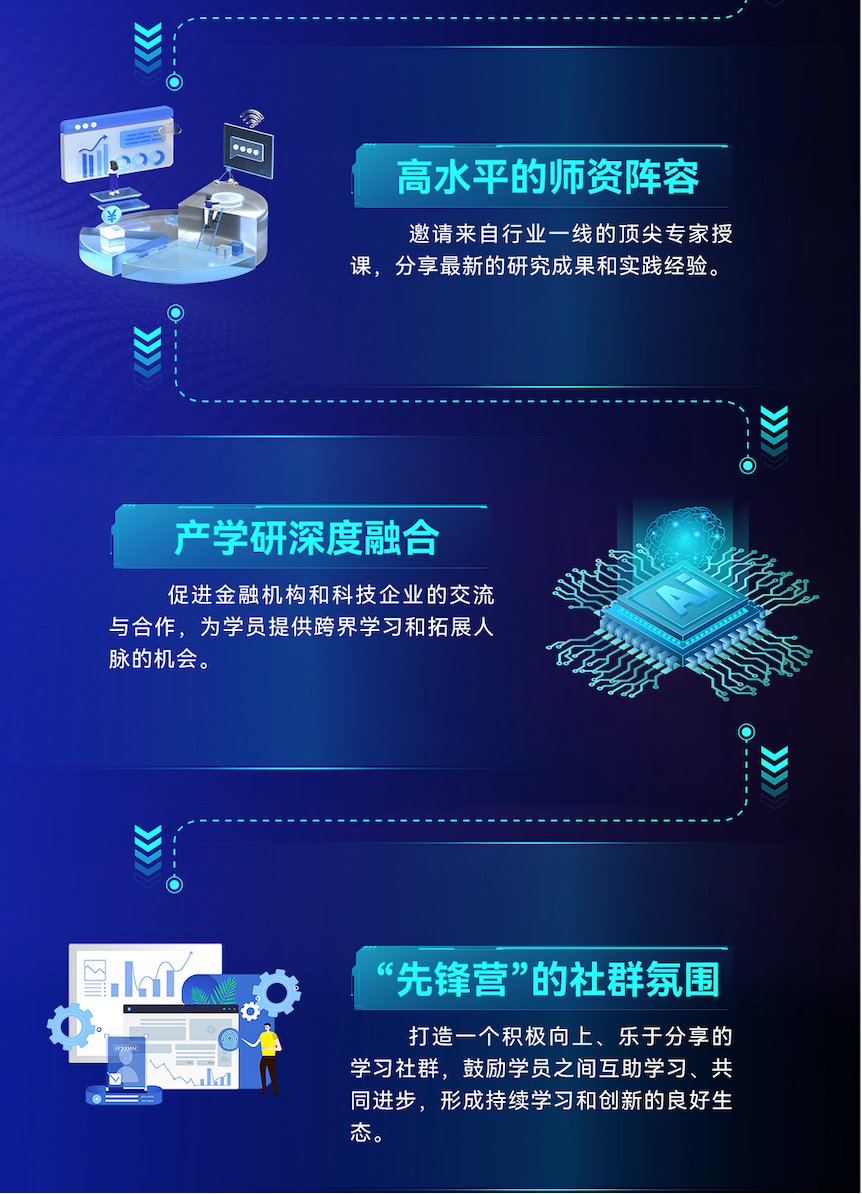 ¥
高水平的师资阵容
邀请来自行业一线的顶尖专家授
课，分享最新的研究成果和实践经验。
产学研深度融合
促进金融机构和科技企业的交流
与合作，为学员提供跨界学习和拓展人
脉的机会。
Ai
“先锋营”的社群氛围
打造一个积极向上、乐于分享的
学习社群，鼓励学员之间互助学习、共
同进步，形成持续学习和创新的良好生
态。